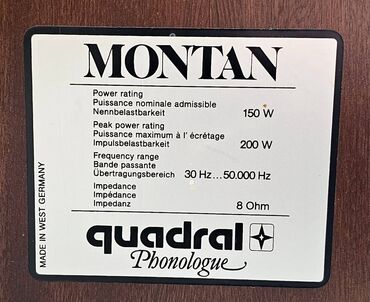 MONTAN
Power rating
Puissance nominale admissible
Nennbelastbarkeit 150 W
Peak power rating
Puissance maximum à l' écrétage
Impulsbelastbarkeit 200 W
Frequency range
Bande passante
Übertragungsbereich 30 Hz...50.000 Hz
Impedance
Impédance
Impedanz 8 Ohm
quadral
Phonologue
MADE IN WEST GERMANY